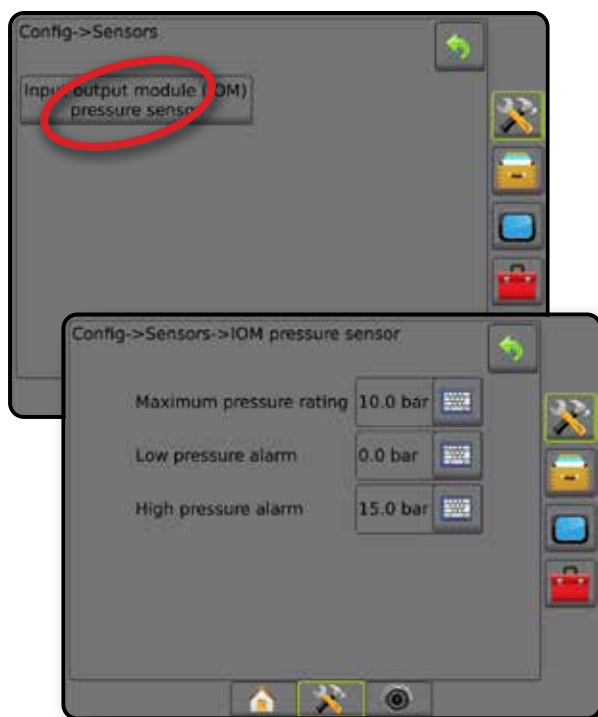 Config->Sensors
Input/output module (IOM)
pressure sensor
Config->Sensors->IOM pressure sensor
Maximum pressure rating 10.0 bar
Low pressure alarm 0.0 bar
High pressure alarm 15.0 bar